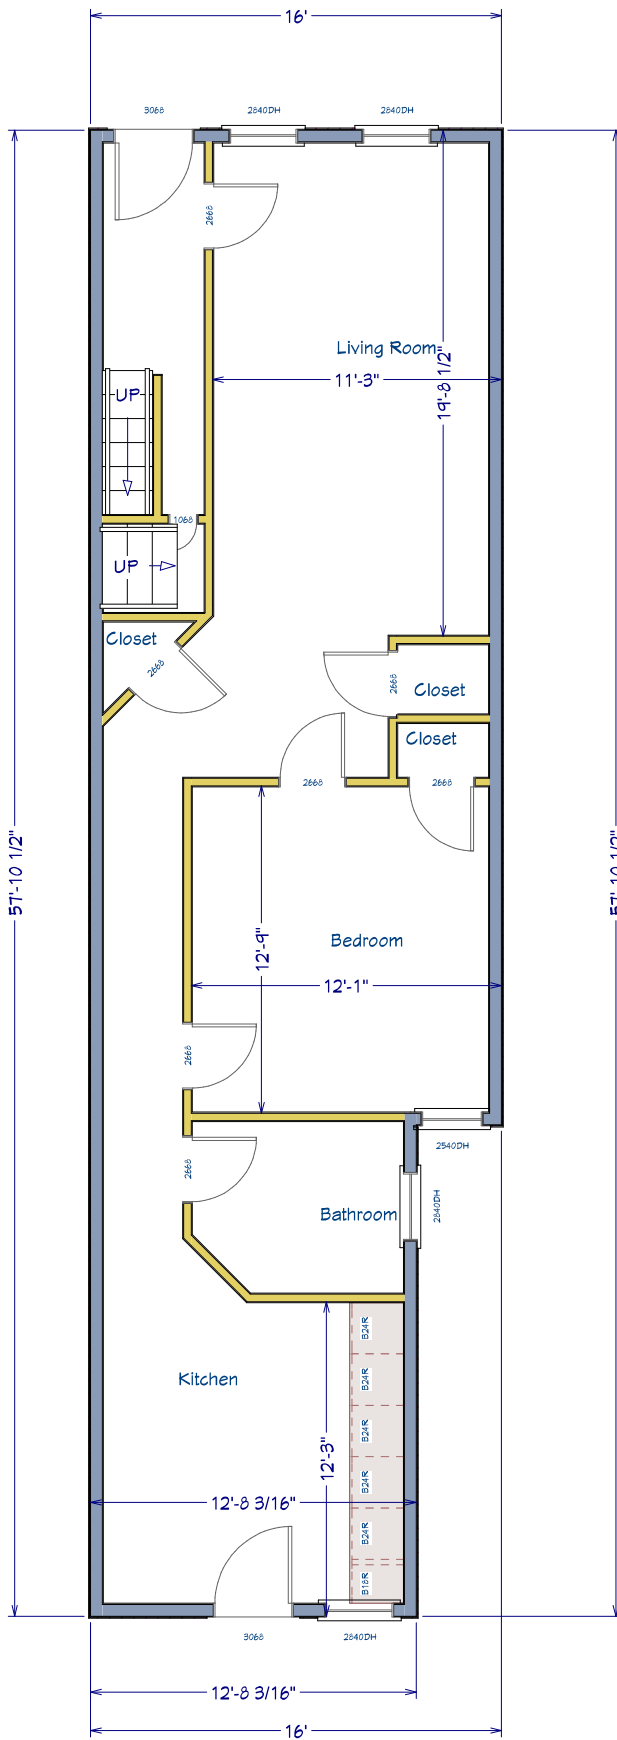 16'
3068
2840DH
2840DH
2668
Living Room
11'-3"
19'-8 1/2"
UP
1068
UP
Closet
2668
2668
Closet
Closet
2668
2668
57'-10 1/2"
57'-10 1/2"
Bedroom
12'-9"
12'-1"
2668
2540DH
2668
2840DH
Bathroom
B24R
B24R
Kitchen
B24R
12'-3"
B24R
12'-8 3/16"
B24R
B18R
3068
2840DH
12'-8 3/16"
16'